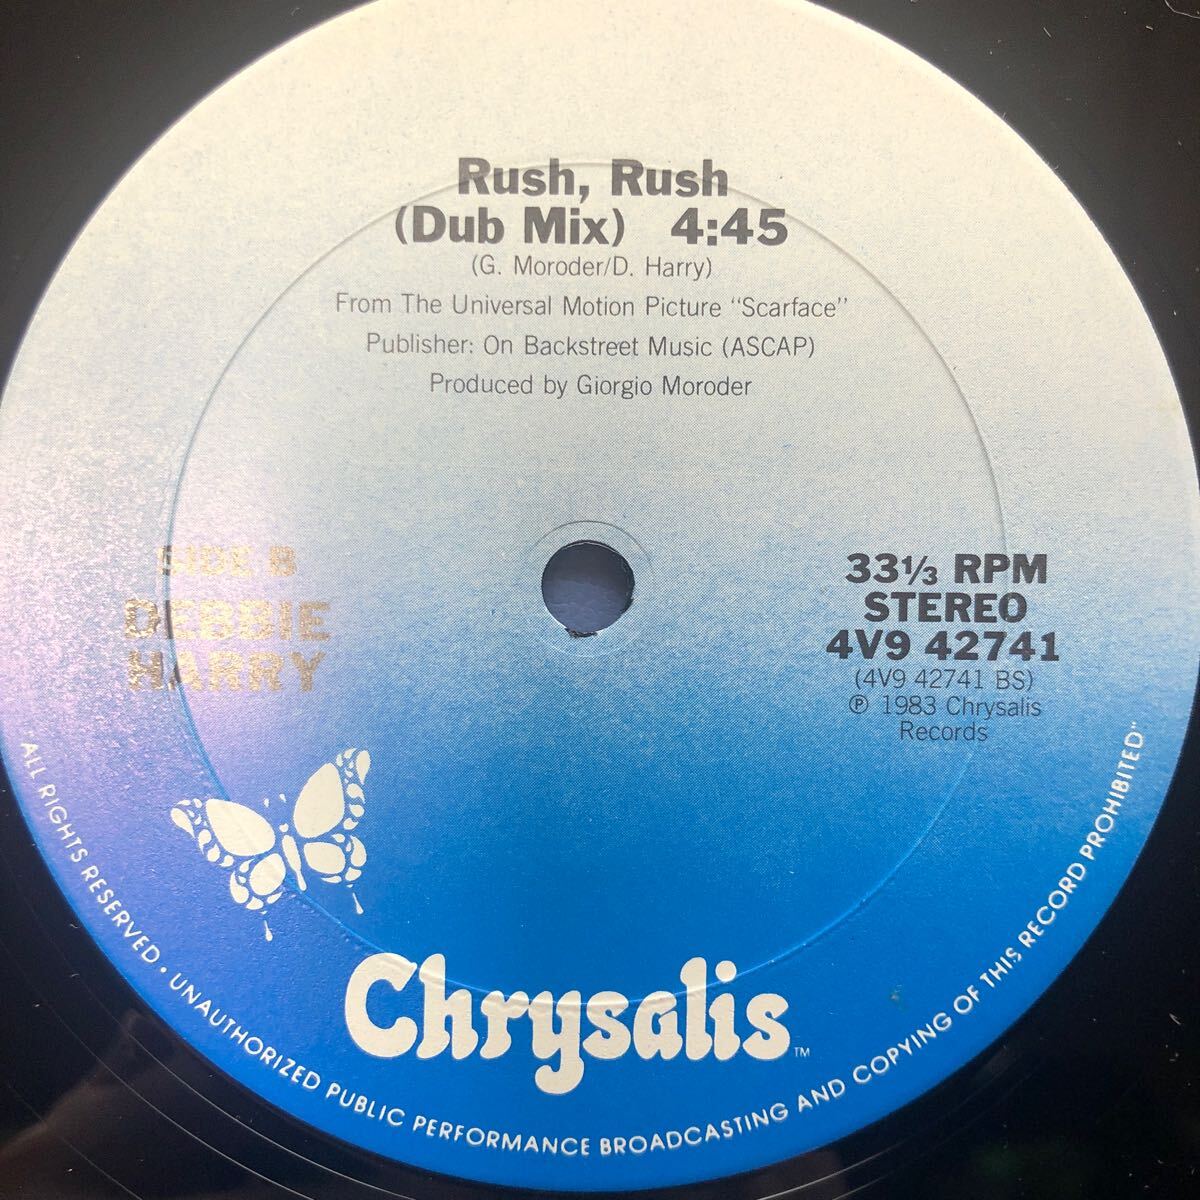 Rush, Rush
(Dub Mix) 4:45
(G. Moroder/D. Harry)
From The Universal Motion Picture "Scarface"
Publisher: On Backstreet Music (ASCAP)
Produced by Giorgio Moroder
SIDE B
DEBBIE
HARRY
33⅓ RPM
STEREO
4V9 42741
(4V9 42741 BS)
℗ 1983 Chrysalis
Records
Chrysalis™
"ALL RIGHTS RESERVED • UNAUTHORIZED PUBLIC PERFORMANCE BROADCASTING AND COPYING OF THIS RECORD PROHIBITED"